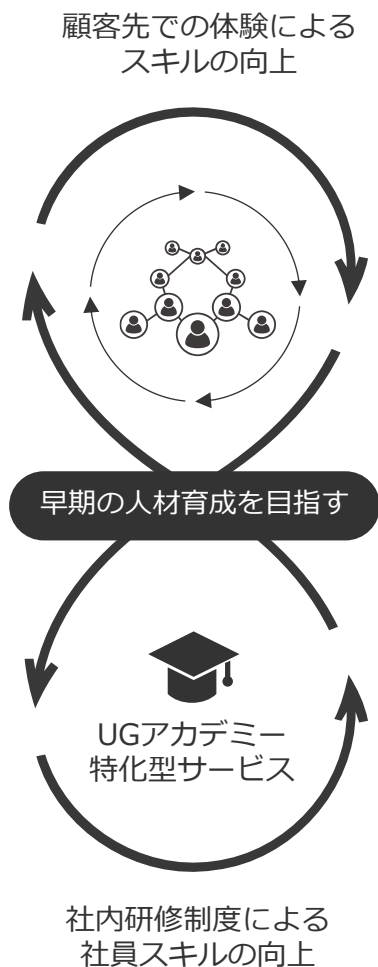 顧客先での体験による
スキルの向上
早期の人材育成を目指す
UGアカデミー
特化型サービス
社内研修制度による
社員スキルの向上